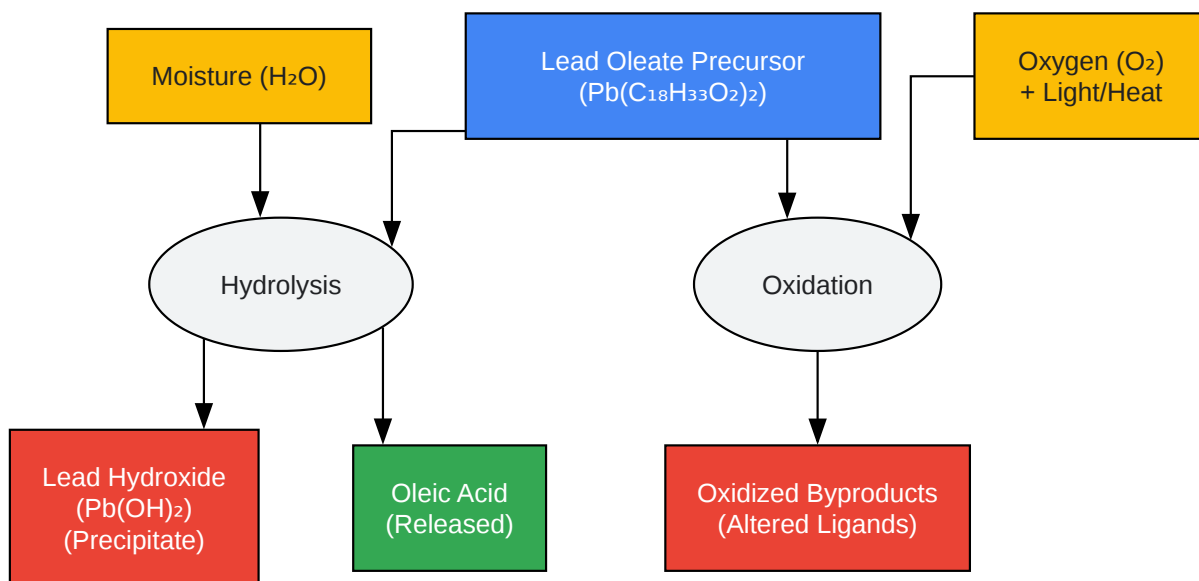 Moisture (H₂O)
Lead Oleate Precursor
(Pb(C₁₈H₃₃O₂)₂)
Oxygen (O₂)
+ Light/Heat
Hydrolysis
Oxidation
Lead Hydroxide
(Pb(OH)₂)
(Precipitate)
Oleic Acid
(Released)
Oxidized Byproducts
(Altered Ligands)